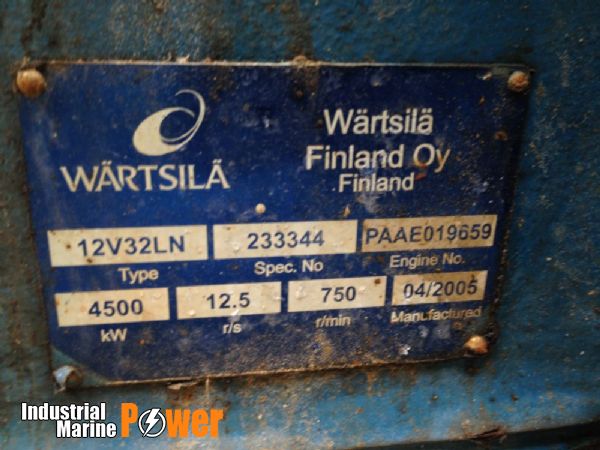 WÄRTSILÄ
Wärtsilä
Finland Oy
Finland
12V32LN 233344 PAAE019659
Type Spec. No Engine No.
4500 12.5 750 04/2005
kW r/s r/min Manufactured
Industrial
Marine Power